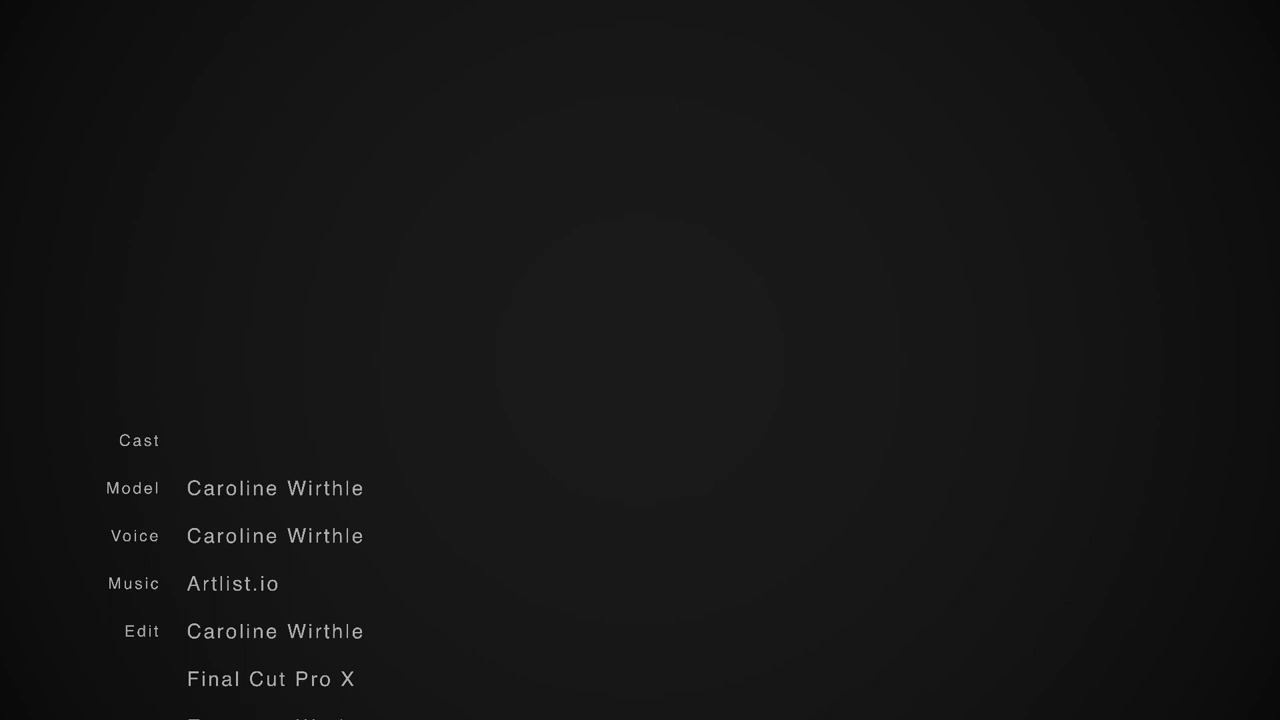 Cast
Model Caroline Wirthle
Voice Caroline Wirthle
Music Artlist.io
Edit Caroline Wirthle
Final Cut Pro X